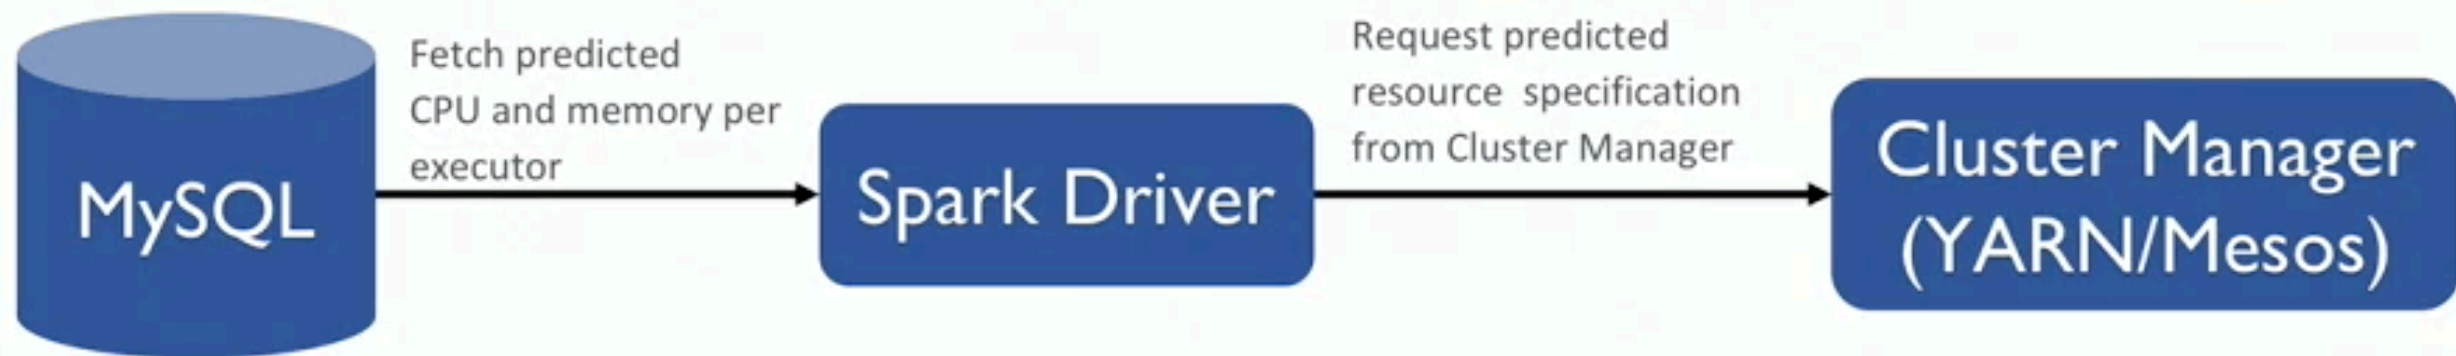 MySQL
Fetch predicted
CPU and memory per
executor
Spark Driver
Request predicted
resource specification
from Cluster Manager
Cluster Manager
(YARN/Mesos)